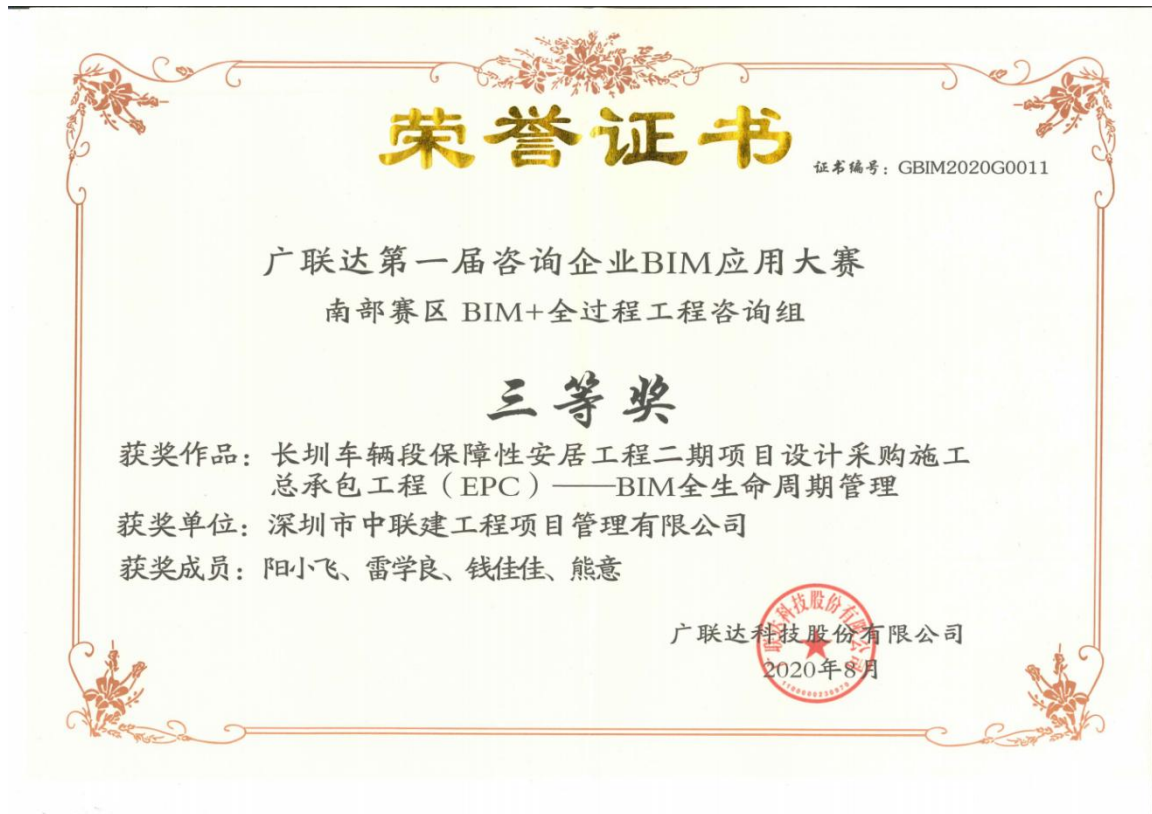 荣誉证书
证书编号：GBIM2020G0011
广联达第一届咨询企业BIM应用大赛
南部赛区 BIM+全过程工程咨询组
三等奖
获奖作品：长圳车辆段保障性安居工程二期项目设计采购施工
总承包工程（EPC）——BIM全生命周期管理
获奖单位：深圳市中联建工程项目管理有限公司
获奖成员：阳小飞、雷学良、钱佳佳、熊意
广联达科技股份有限公司
2020年8月